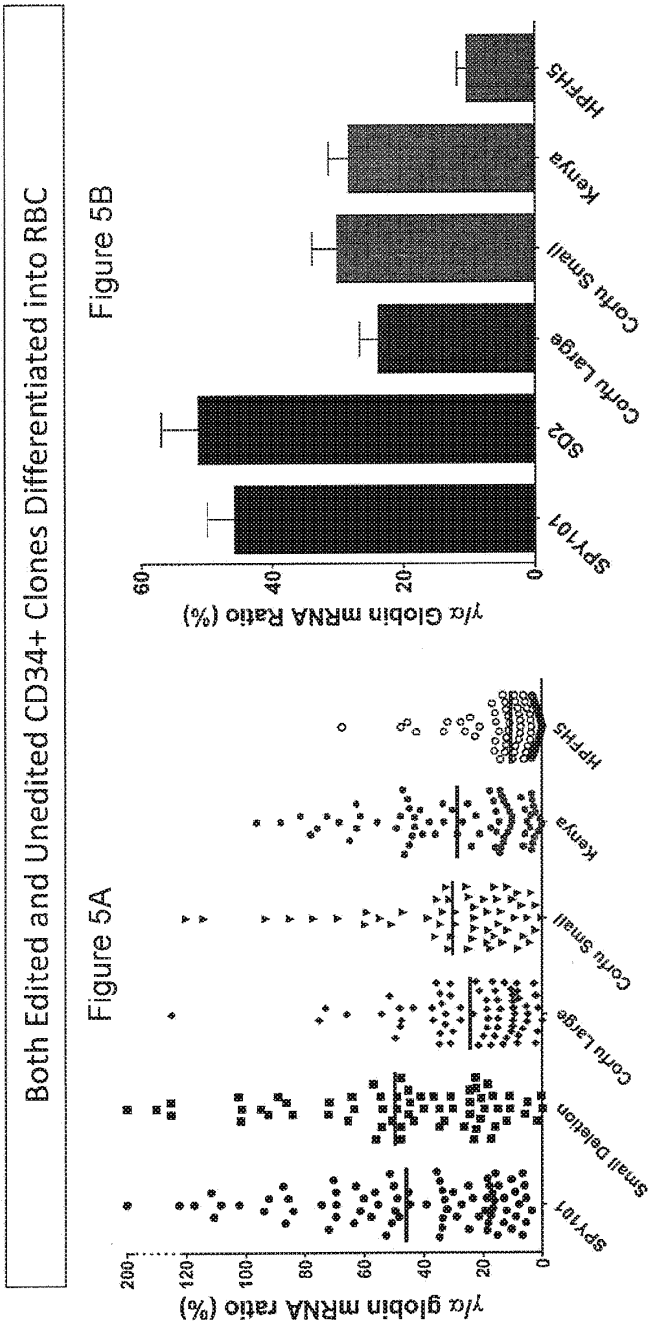 Both Edited and Unedited CD34+ Clones Differentiated into RBC
Figure 5A
γ/α globin mRNA ratio (%)
200
140
120
100
80
60
40
20
0
SPY101
Small Deletion
Corfu Large
Corfu Small
Kenya
HPFH5
Figure 5B
γ/α Globin mRNA Ratio (%)
60
40
20
0
SPY101
SD2
Corfu Large
Corfu Small
Kenya
HPFH5